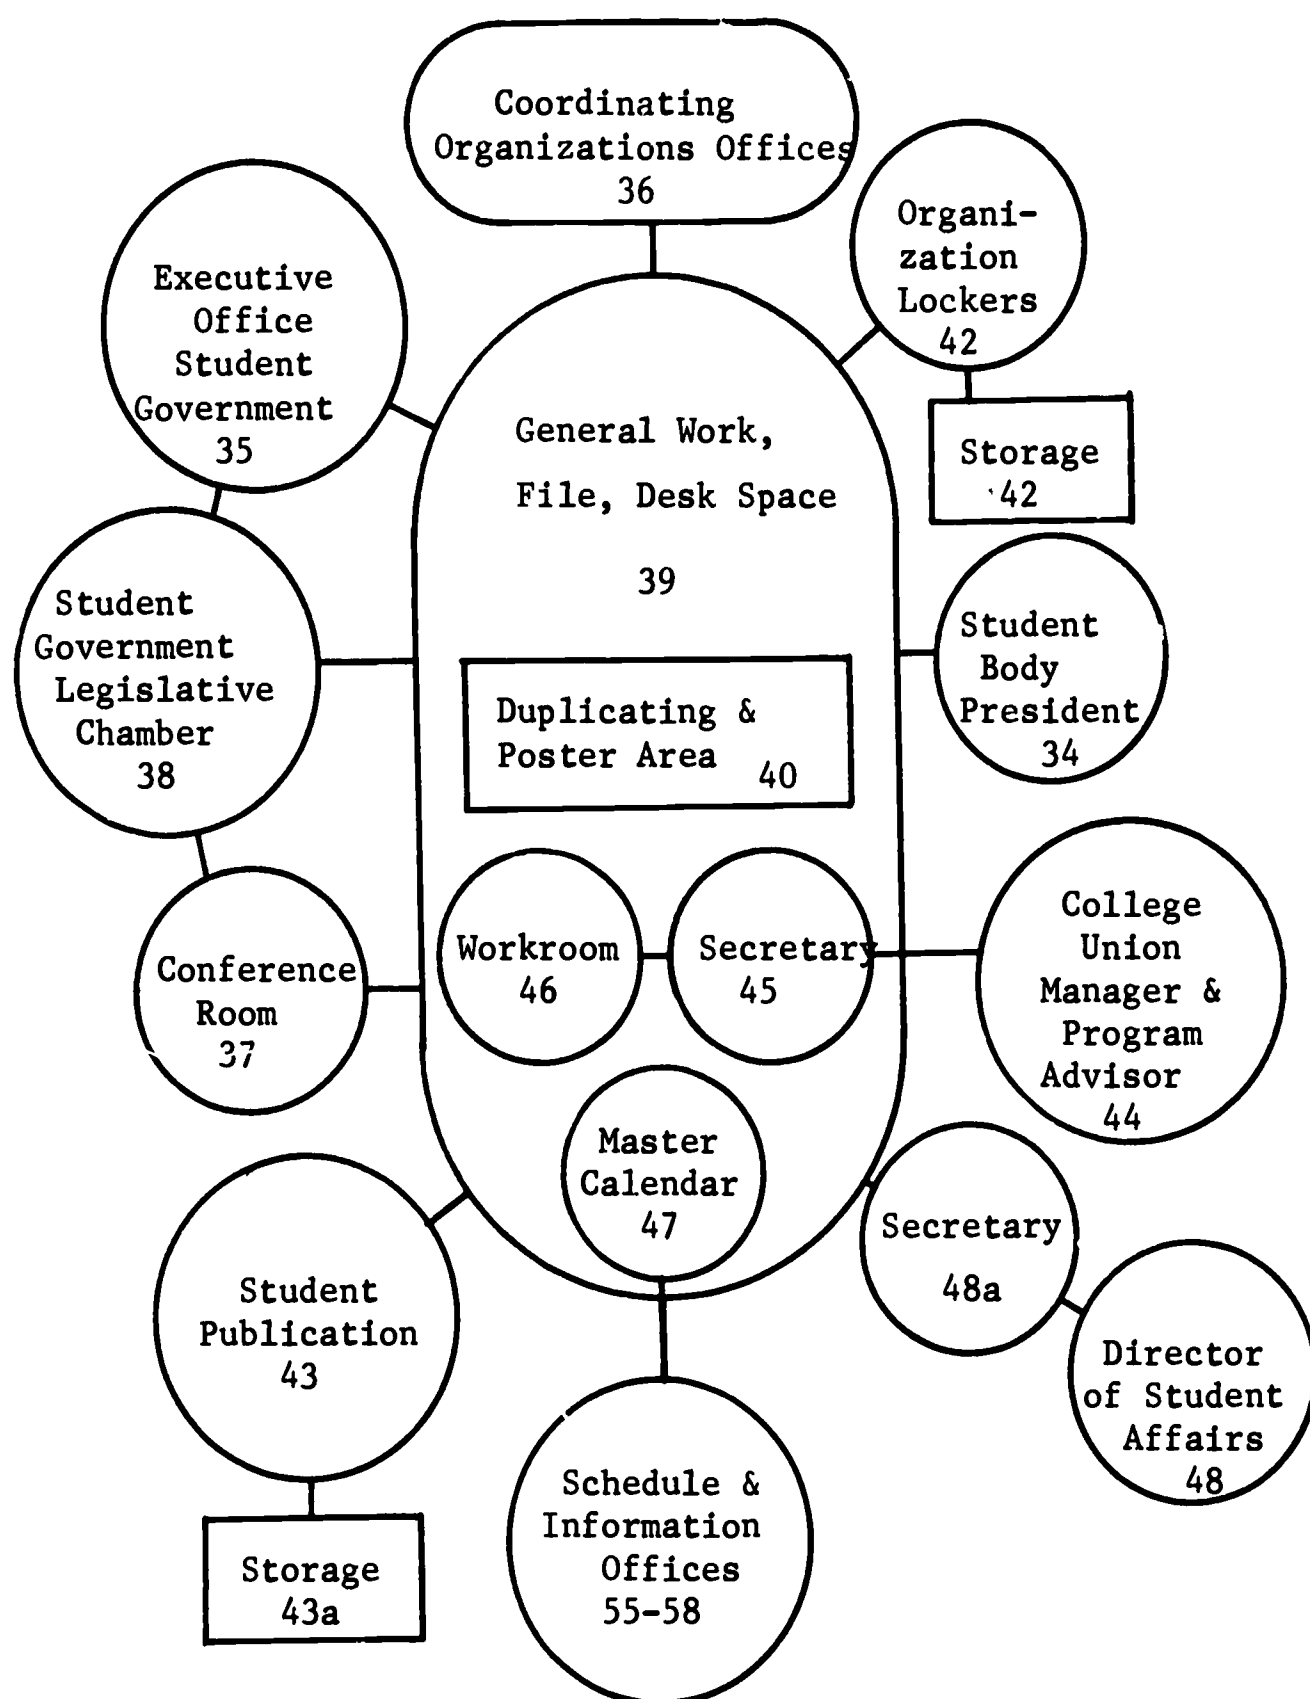 Coordinating
Organizations Offices
36
Organi-
zation
Lockers
42
Storage
42
Executive
Office
Student
Government
35
General Work,
File, Desk Space
39
Student
Government
Legislative
Chamber
38
Student
Body
President
34
Duplicating &
Poster Area 40
Workroom
46
Secretary
45
College
Union
Manager &
Program
Advisor
44
Conference
Room
37
Master
Calendar
47
Secretary
48a
Director
of Student
Affairs
48
Student
Publication
43
Storage
43a
Schedule &
Information
Offices
55-58